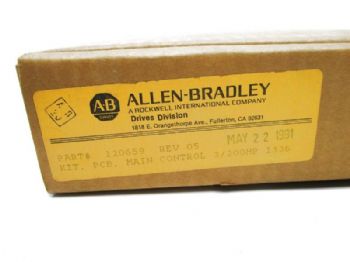 AB
ALLEN-BRADLEY
A ROCKWELL INTERNATIONAL COMPANY
Drives Division
1818 E. Orangethorpe Ave., Fullerton, CA 92631
MAY 22 1991
PART# 120659 REV 05
KIT, PCB, MAIN CONTROL 3/200HP 1336